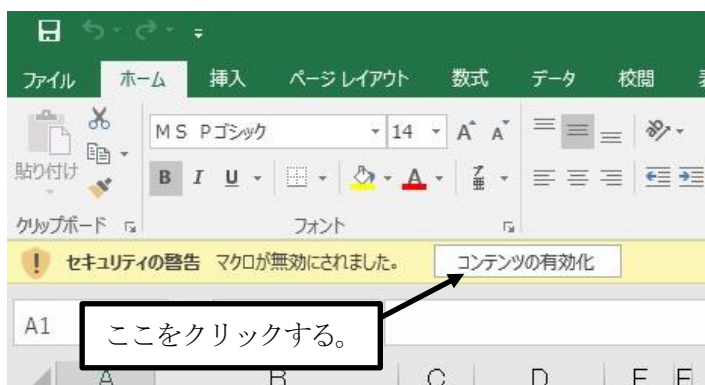 ファイル ホーム 挿入 ページ レイアウト 数式 データ 校閲
MS Pゴシック 14 A A
貼り付け B I U A ア亜
クリップボード フォント
セキュリティの警告 マクロが無効にされました。 コンテンツの有効化
A1 ここをクリックする。
A B C D E F